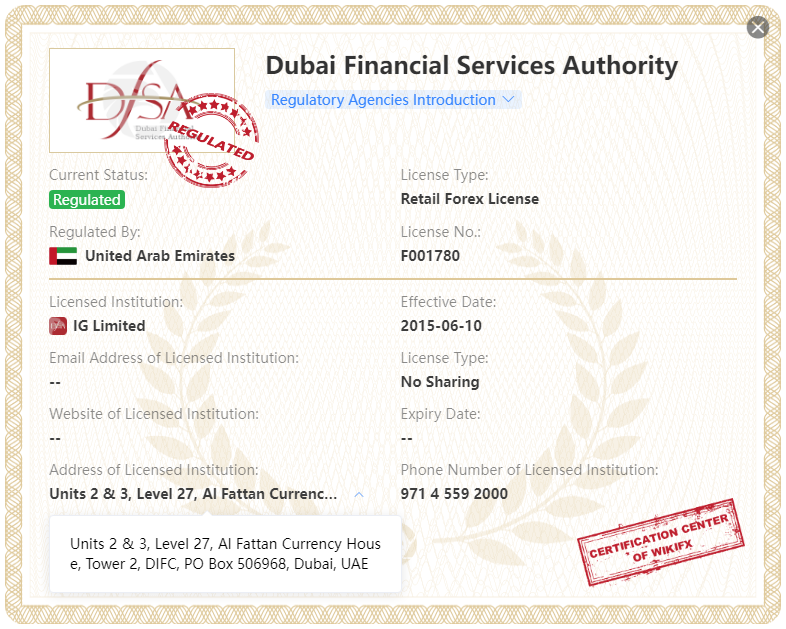 Dubai Financial Services Authority
Regulatory Agencies Introduction
DFSA
Dubai Financial
Services Authority
REGULATED
Current Status:
License Type:
Regulated
Retail Forex License
Regulated By:
License No.:
United Arab Emirates
F001780
Licensed Institution:
Effective Date:
DFSA
IG Limited
2015-06-10
Email Address of Licensed Institution:
License Type:
--
No Sharing
Website of Licensed Institution:
Expiry Date:
--
--
Address of Licensed Institution:
Phone Number of Licensed Institution:
Units 2 & 3, Level 27, Al Fattan Currenc...
971 4 559 2000
Units 2 & 3, Level 27, Al Fattan Currency Hous
e, Tower 2, DIFC, PO Box 506968, Dubai, UAE
CERTIFICATION CENTER
OF WIKIFX